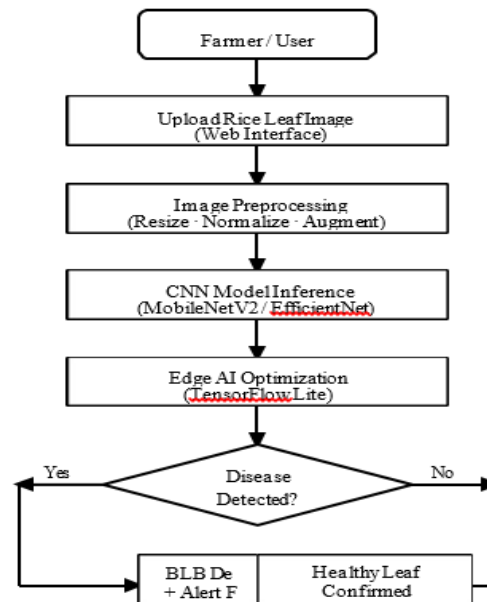 Farmer / User
Upload Rice Leaf Image
(Web Interface)
Image Preprocessing
(Resize · Normalize · Augment)
CNN Model Inference
(MobileNetV2 / EfficientNet)
Edge AI Optimization
(TensorFlow Lite)
Disease
Detected?
Yes
No
BLB De
+ Alert F
Healthy Leaf
Confirmed